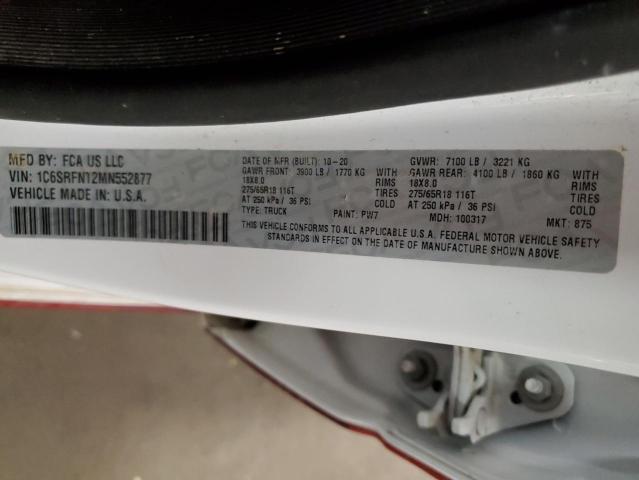 MFD BY: FCA US LLC
VIN: 1C6SRFN12MN552877
VEHICLE MADE IN: U.S.A.
DATE OF MFR (BUILT): 10-20
GAWR FRONT: 3900 LB / 1770 KG WITH
18X8.0 RIMS
275/65R18 116T TIRES
AT 250 kPa / 36 PSI COLD
TYPE: TRUCK PAINT: PW7
GVWR: 7100 LB / 3221 KG
GAWR REAR: 4100 LB / 1860 KG WITH
18X8.0 RIMS
275/65R18 116T TIRES
AT 250 kPa / 36 PSI COLD
MDH: 100317 MKT: 875
THIS VEHICLE CONFORMS TO ALL APPLICABLE U.S.A. FEDERAL MOTOR VEHICLE SAFETY
STANDARDS IN EFFECT ON THE DATE OF MANUFACTURE SHOWN ABOVE.